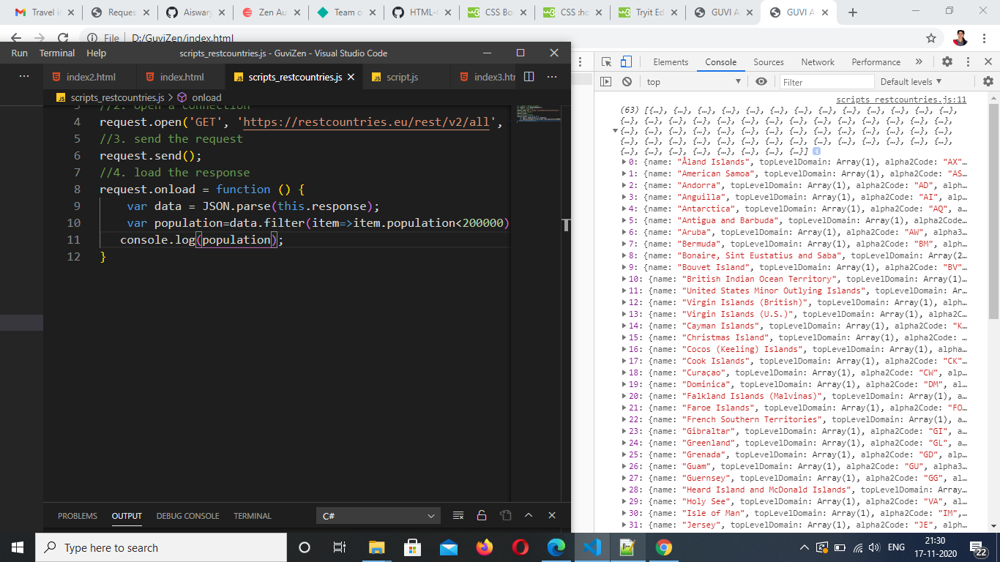 Travel in
Reques
Aiswary
Zen Au
Team o
HTML-
CSS Bo
CSS :ho
Tryit Ed
GUVI A
GUVI A
File | D:/GuviZen/index.html
Run Terminal Help
scripts_restcountries.js - GuviZen - Visual Studio Code
index2.html
index.html
scripts_restcountries.js
script.js
index3.htm
scripts_restcountries.js > onload
3 //2. open a connection
4 request.open('GET', 'https://restcountries.eu/rest/v2/all',
5 //3. send the request
6 request.send();
7 //4. load the response
8 request.onload = function () {
9 var data = JSON.parse(this.response);
10 var population=data.filter(item=>item.population<200000)
11 console.log(population);
12 }
PROBLEMS OUTPUT DEBUG CONSOLE TERMINAL
C#
Elements Console Sources Network Performance
top
Filter
Default levels
scripts_restcountries.js:11
(63) [{…}, {…}, {…}, {…}, {…}, {…}, {…}, {…}, {…}, {…}, {…}, {…}, {…},
{…}, {…}, {…}, {…}, {…}, {…}, {…}, {…}, {…}, {…}, {…}, {…}, {…}, {…},
{…}, {…}, {…}, {…}, {…}, {…}, {…}, {…}, {…}, {…}, {…}, {…}, {…}, {…},
{…}, {…}, {…}, {…}, {…}, {…}, {…}, {…}, {…}, {…}, {…}, {…}, {…}, {…},
{…}, {…}, {…}, {…}, {…}, {…}, {…}, {…}]
0: {name: "Åland Islands", topLevelDomain: Array(1), alpha2Code: "AX"…
1: {name: "American Samoa", topLevelDomain: Array(1), alpha2Code: "AS…
2: {name: "Andorra", topLevelDomain: Array(1), alpha2Code: "AD", alp…
3: {name: "Anguilla", topLevelDomain: Array(1), alpha2Code: "AI", alp…
4: {name: "Antarctica", topLevelDomain: Array(1), alpha2Code: "AQ", a…
5: {name: "Antigua and Barbuda", topLevelDomain: Array(1), alpha2Code…
6: {name: "Aruba", topLevelDomain: Array(1), alpha2Code: "AW", alpha3…
7: {name: "Bermuda", topLevelDomain: Array(1), alpha2Code: "BM", alph…
8: {name: "Bonaire, Sint Eustatius and Saba", topLevelDomain: Array(2…
9: {name: "Bouvet Island", topLevelDomain: Array(1), alpha2Code: "BV"…
10: {name: "British Indian Ocean Territory", topLevelDomain: Array(1)…
11: {name: "United States Minor Outlying Islands", topLevelDomain: Ar…
12: {name: "Virgin Islands (British)", topLevelDomain: Array(1), alph…
13: {name: "Virgin Islands (U.S.)", topLevelDomain: Array(1), alpha2C…
14: {name: "Cayman Islands", topLevelDomain: Array(1), alpha2Code: "K…
15: {name: "Christmas Island", topLevelDomain: Array(1), alpha2Code: …
16: {name: "Cocos (Keeling) Islands", topLevelDomain: Array(1), alpha…
17: {name: "Cook Islands", topLevelDomain: Array(1), alpha2Code: "CK"…
18: {name: "Curaçao", topLevelDomain: Array(1), alpha2Code: "CW", alp…
19: {name: "Dominica", topLevelDomain: Array(1), alpha2Code: "DM", al…
20: {name: "Falkland Islands (Malvinas)", topLevelDomain: Array(1), a…
21: {name: "Faroe Islands", topLevelDomain: Array(1), alpha2Code: "FO…
22: {name: "French Southern Territories", topLevelDomain: Array(1), a…
23: {name: "Gibraltar", topLevelDomain: Array(1), alpha2Code: "GI", a…
24: {name: "Greenland", topLevelDomain: Array(1), alpha2Code: "GL", a…
25: {name: "Grenada", topLevelDomain: Array(1), alpha2Code: "GD", alp…
26: {name: "Guam", topLevelDomain: Array(1), alpha2Code: "GU", alpha3…
27: {name: "Guernsey", topLevelDomain: Array(1), alpha2Code: "GG", al…
28: {name: "Heard Island and McDonald Islands", topLevelDomain: Array…
29: {name: "Holy See", topLevelDomain: Array(1), alpha2Code: "VA", al…
30: {name: "Isle of Man", topLevelDomain: Array(1), alpha2Code: "IM",…
31: {name: "Jersey", topLevelDomain: Array(1), alpha2Code: "JE", alph…
Type here to search
ENG
21:30
17-11-2020
22